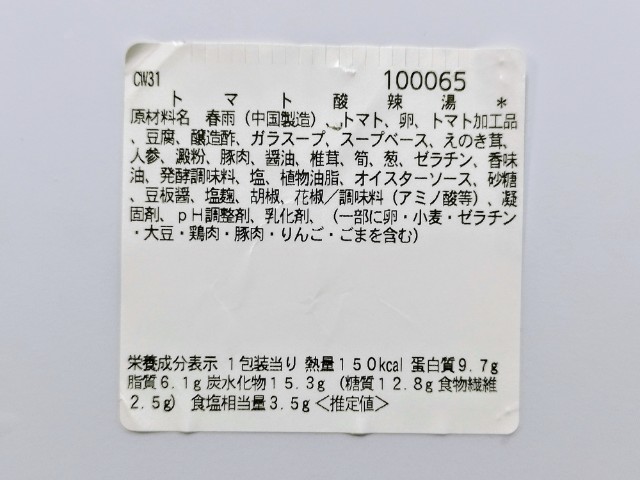 CW31 100065
トマト酸辣湯*
原材料名 春雨(中国製造)、トマト、卵、トマト加工品
、豆腐、醸造酢、ガラスープ、スープベース、えのき茸、
人参、澱粉、豚肉、醤油、椎茸、筍、葱、ゼラチン、香味
油、発酵調味料、塩、植物油脂、オイスターソース、砂糖
、豆板醤、塩麹、胡椒、花椒/調味料(アミノ酸等)、凝
固剤、pH調整剤、乳化剤、(一部に卵・小麦・ゼラチン
・大豆・鶏肉・豚肉・りんご・ごまを含む)
栄養成分表示 1包装当り 熱量150kcal 蛋白質9.7g
脂質6.1g炭水化物15.3g (糖質12.8g食物繊維
2.5g) 食塩相当量3.5g<推定値>